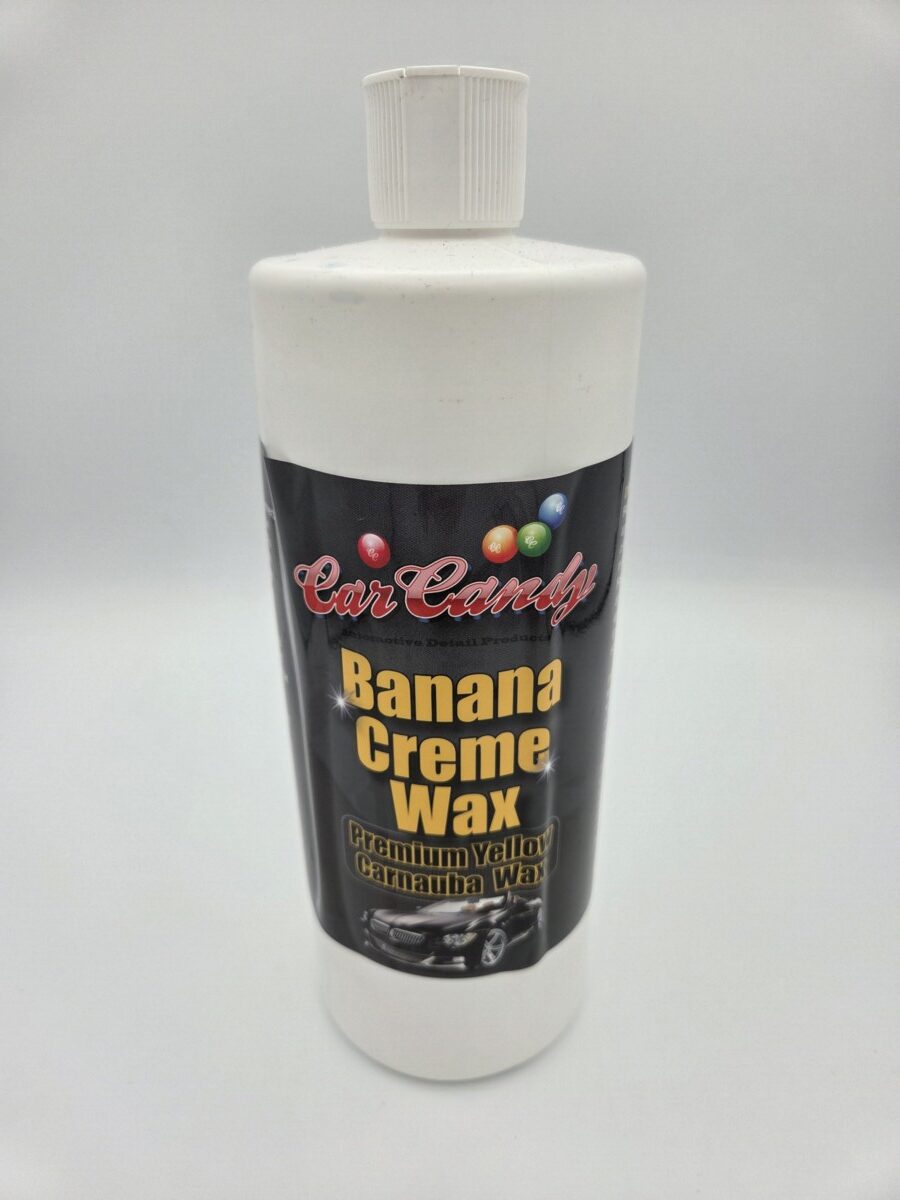 Car Candy
Automotive Detail Products
Banana
Creme
Wax
Premium Yellow
Carnauba Wax